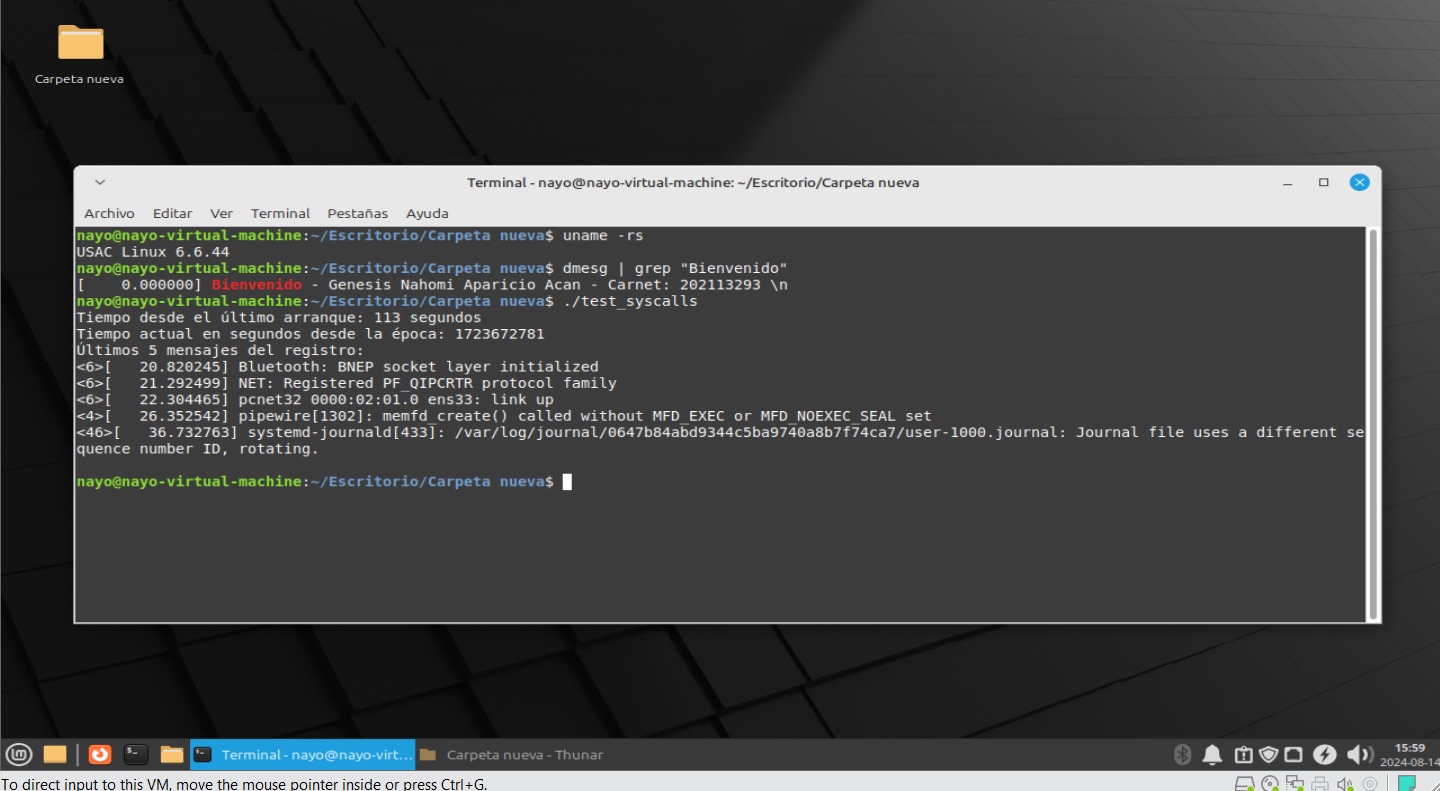 Carpeta nueva
Terminal - nayo@nayo-virtual-machine: ~/Escritorio/Carpeta nueva
Archivo Editar Ver Terminal Pestañas Ayuda
nayo@nayo-virtual-machine:~/Escritorio/Carpeta nueva$ uname -rs
USAC Linux 6.6.44
nayo@nayo-virtual-machine:~/Escritorio/Carpeta nueva$ dmesg | grep "Bienvenido"
[    0.000000] Bienvenido - Genesis Nahomi Aparicio Acan - Carnet: 202113293 \n
nayo@nayo-virtual-machine:~/Escritorio/Carpeta nueva$ ./test_syscalls
Tiempo desde el último arranque: 113 segundos
Tiempo actual en segundos desde la época: 1723672781
Últimos 5 mensajes del registro:
<6>[   20.820245] Bluetooth: BNEP socket layer initialized
<6>[   21.292499] NET: Registered PF_QIPCRTR protocol family
<6>[   22.304465] pcnet32 0000:02:01.0 ens33: link up
<4>[   26.352542] pipewire[1302]: memfd_create() called without MFD_EXEC or MFD_NOEXEC_SEAL set
<46>[   36.732763] systemd-journald[433]: /var/log/journal/0647b84abd9344c5ba9740a8b7f74ca7/user-1000.journal: Journal file uses a different se
quence number ID, rotating.
nayo@nayo-virtual-machine:~/Escritorio/Carpeta nueva$
Terminal - nayo@nayo-virt... Carpeta nueva - Thunar 15:59
2024-08-14
To direct input to this VM, move the mouse pointer inside or press Ctrl+G.